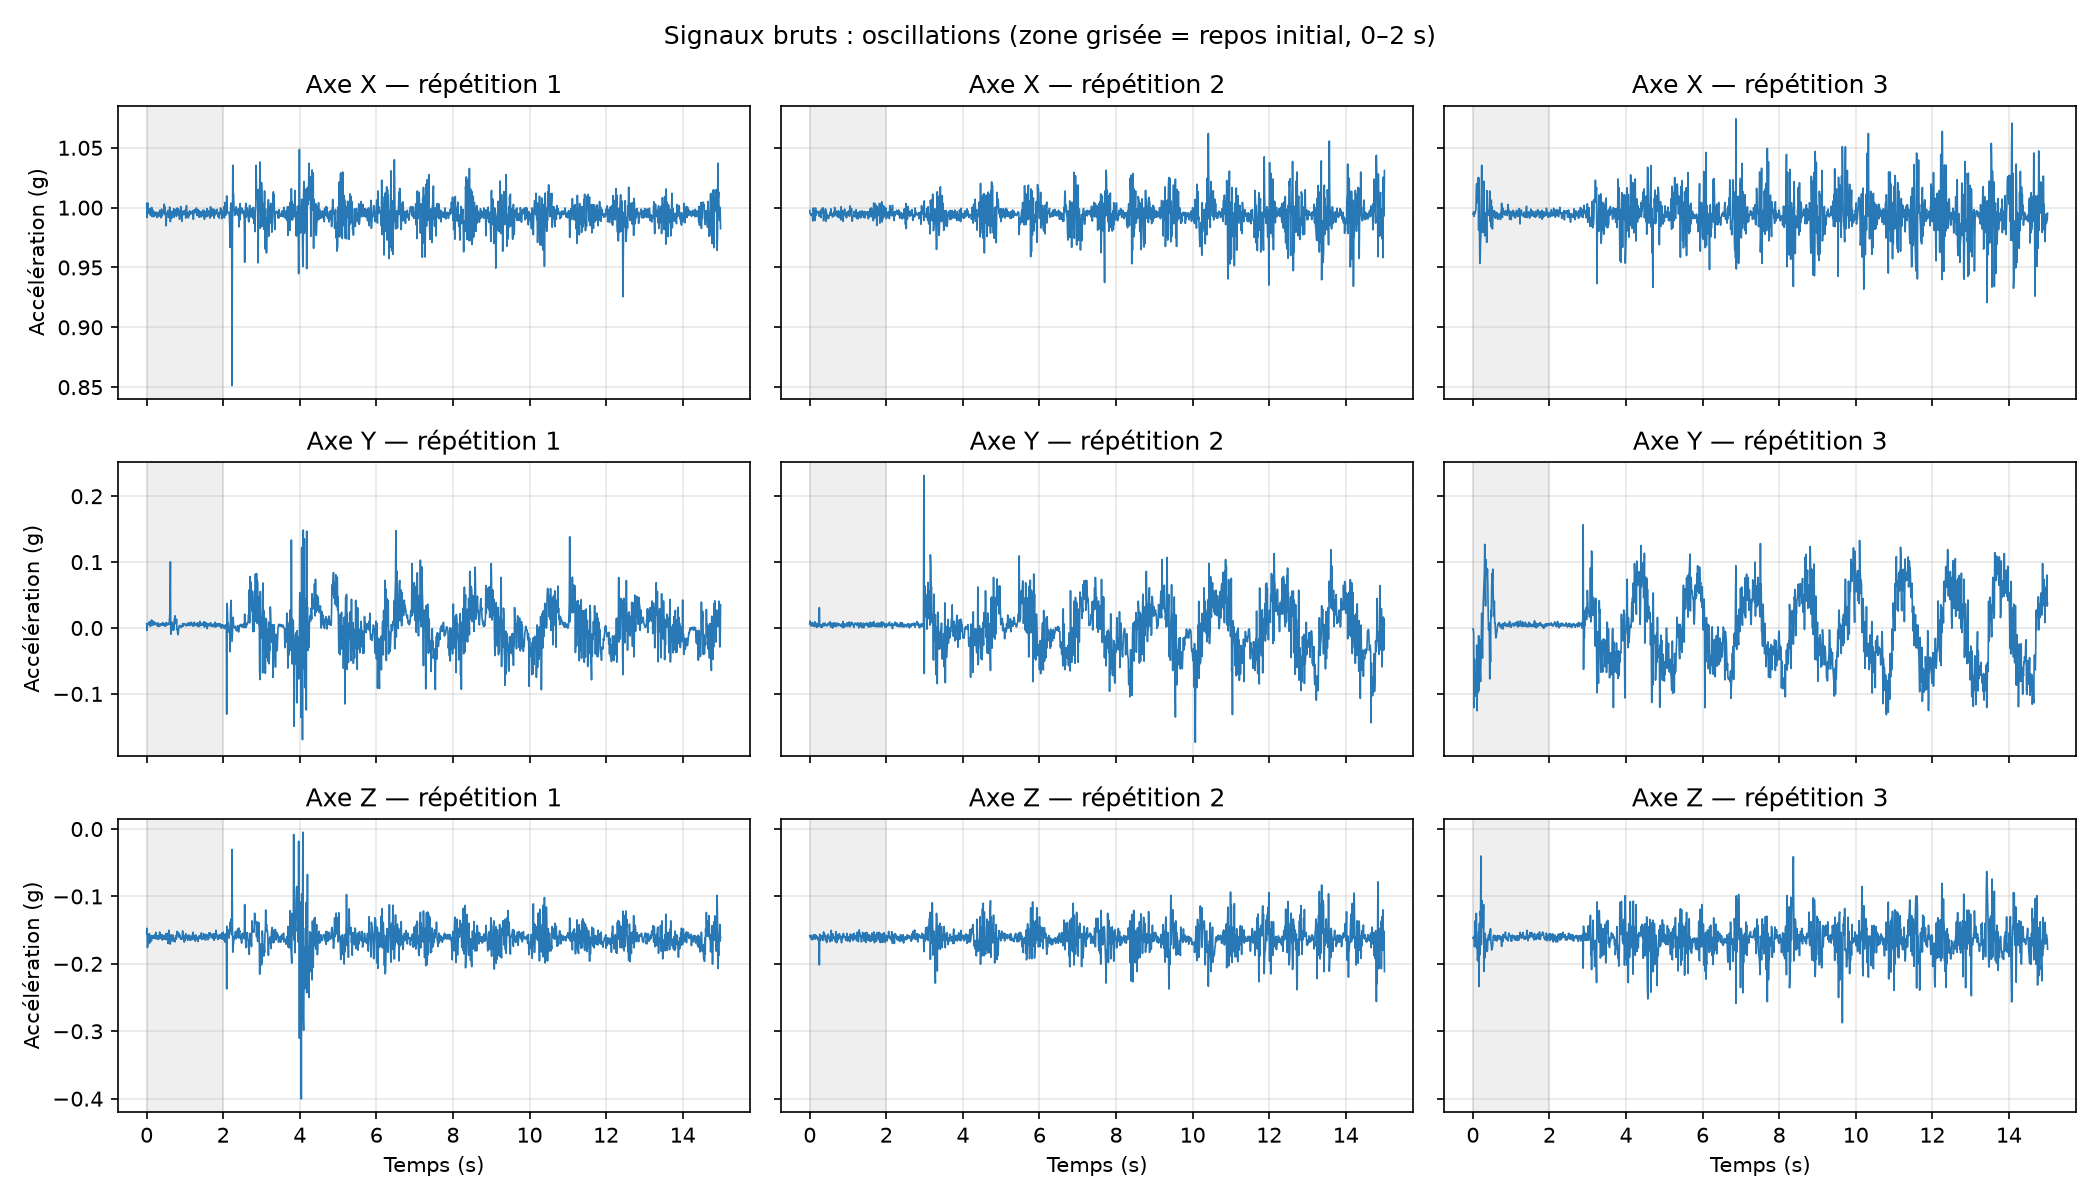 Signaux bruts : oscillations (zone grisée = repos initial, 0–2 s)
Axe X — répétition 1
Axe X — répétition 2
Axe X — répétition 3
Accélération (g)
1.05
1.00
0.95
0.90
0.85
Axe Y — répétition 1
Axe Y — répétition 2
Axe Y — répétition 3
Accélération (g)
0.2
0.1
0.0
−0.1
Axe Z — répétition 1
Axe Z — répétition 2
Axe Z — répétition 3
Accélération (g)
0.0
−0.1
−0.2
−0.3
−0.4
0 2 4 6 8 10 12 14
0 2 4 6 8 10 12 14
0 2 4 6 8 10 12 14
Temps (s)
Temps (s)
Temps (s)